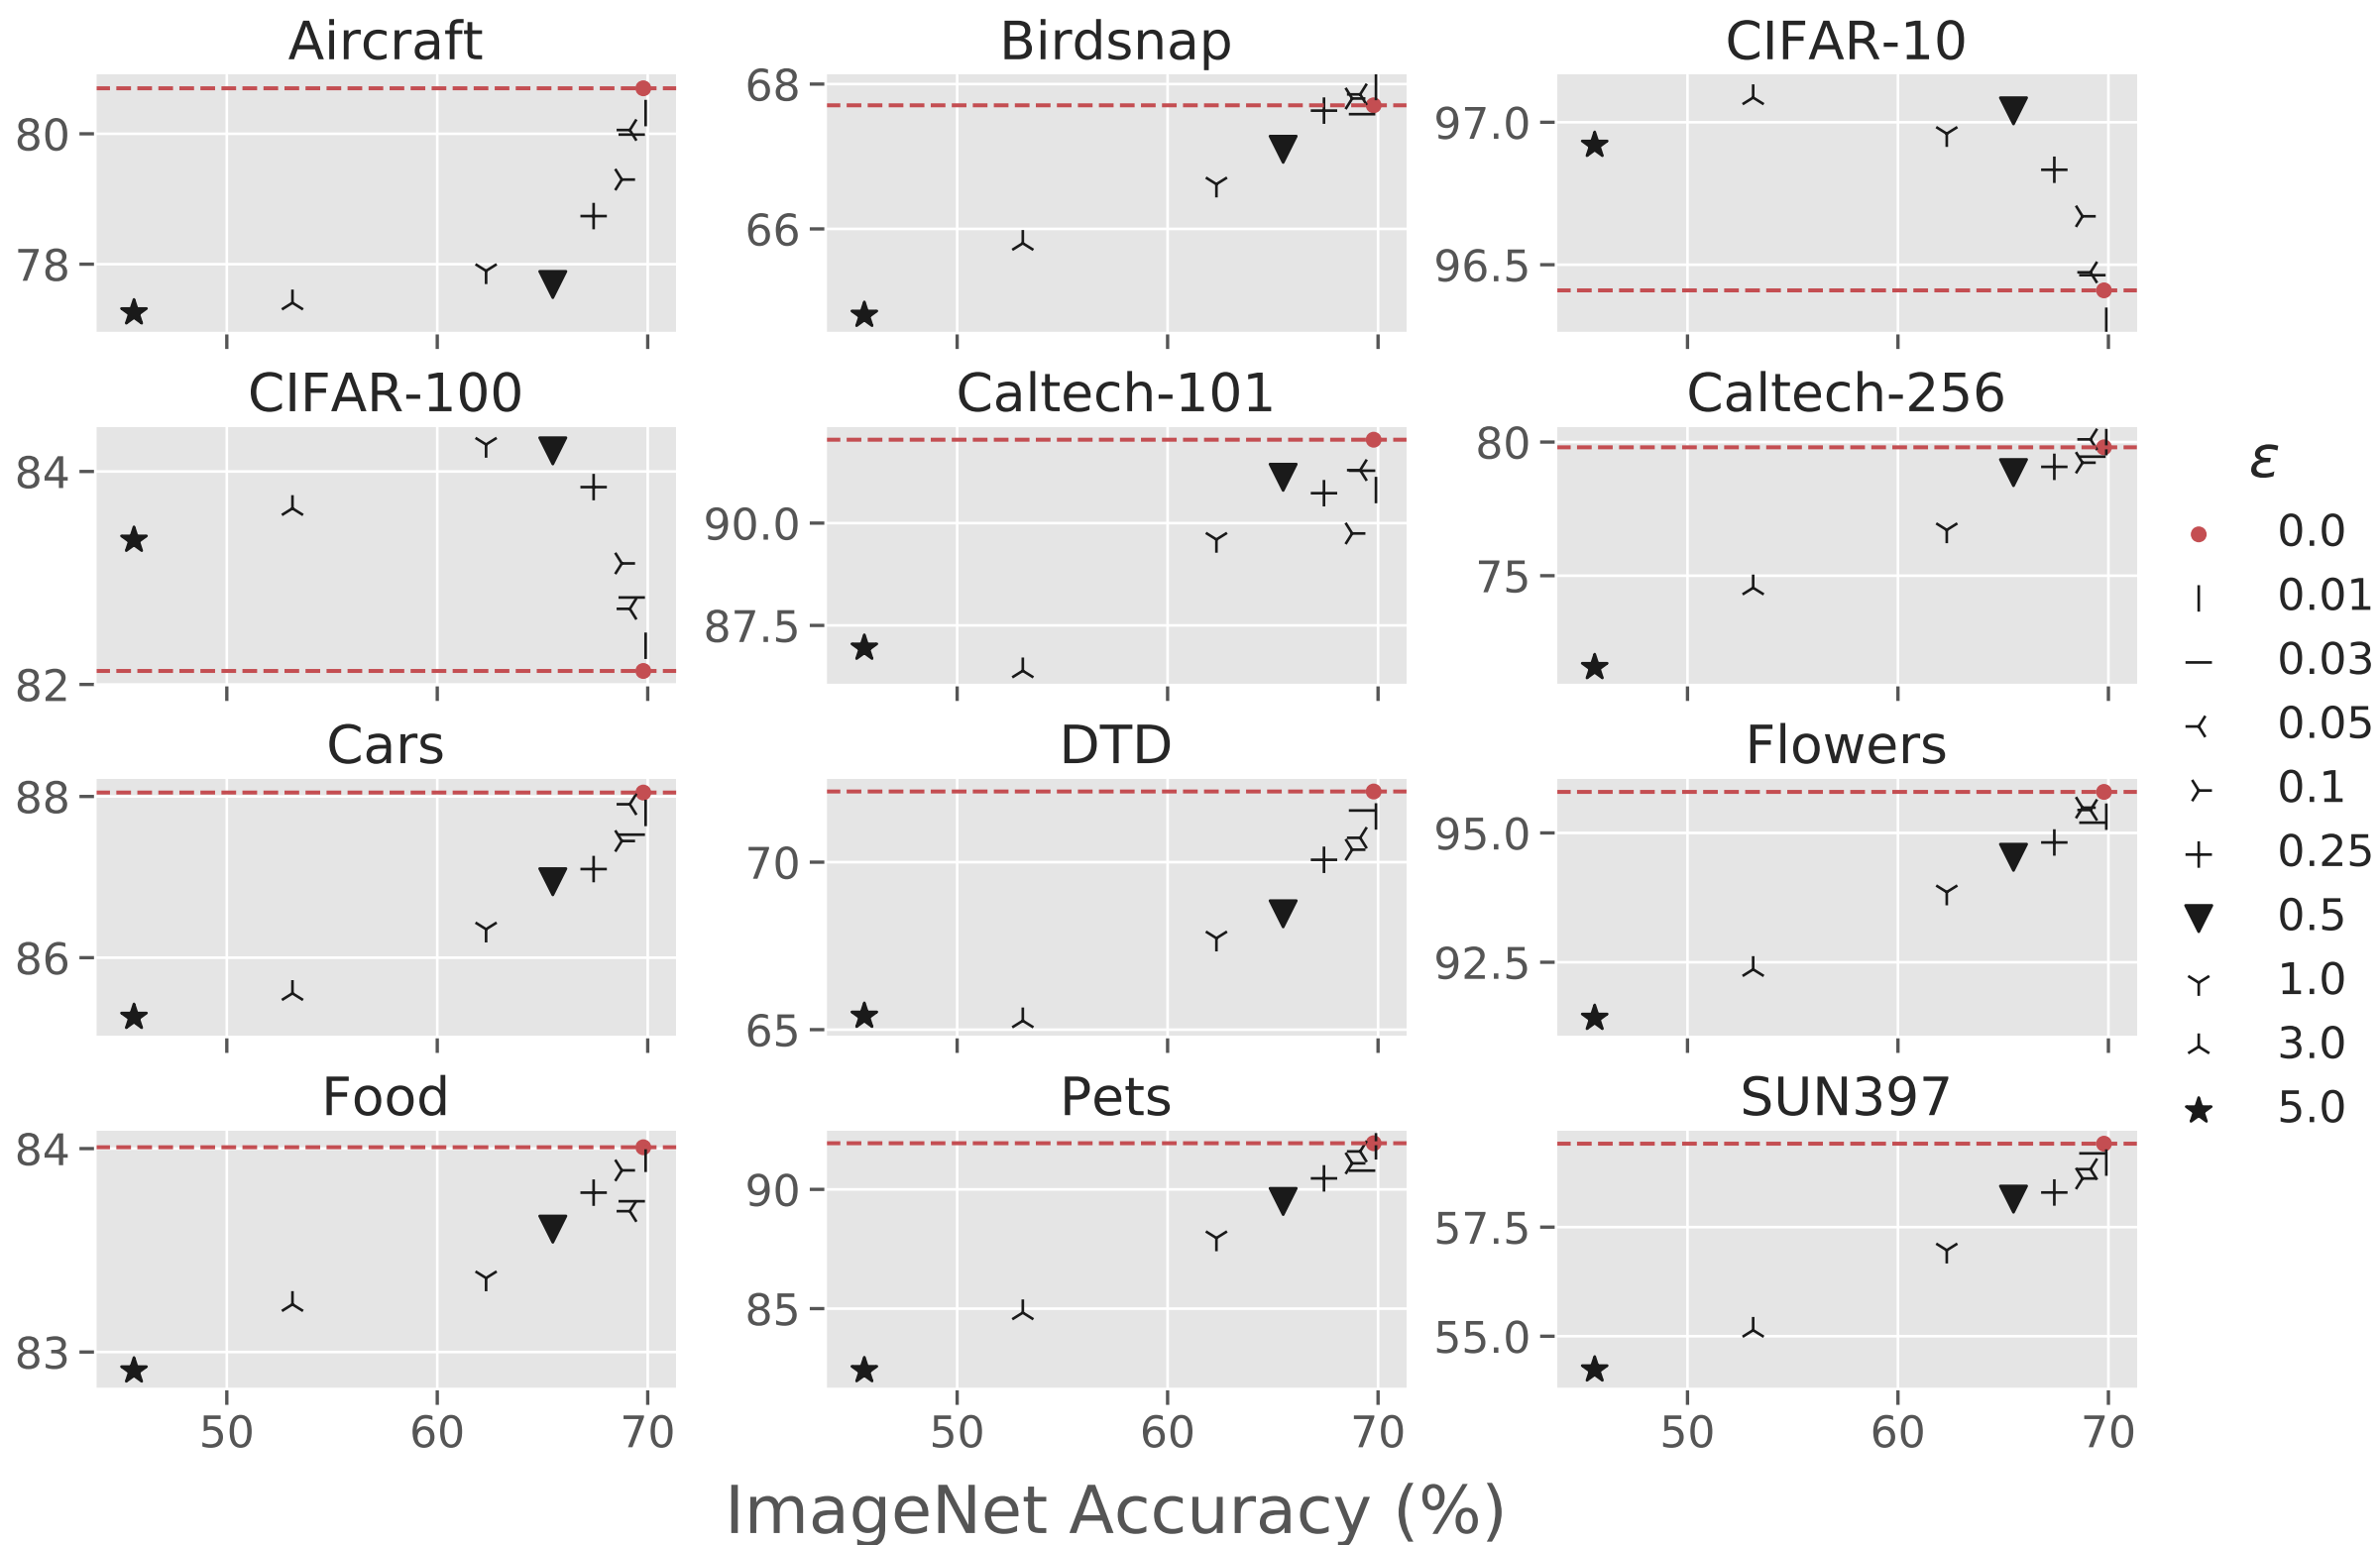 Aircraft
80
78
Birdsnap
68
66
CIFAR-10
97.0
96.5
CIFAR-100
84
82
Caltech-101
90.0
87.5
Caltech-256
80
75
Cars
88
86
DTD
70
65
Flowers
95.0
92.5
Food
84
83
50 60 70
Pets
90
85
50 60 70
SUN397
57.5
55.0
50 60 70
ImageNet Accuracy (%)
ε
0.0
0.01
0.03
0.05
0.1
0.25
0.5
1.0
3.0
5.0